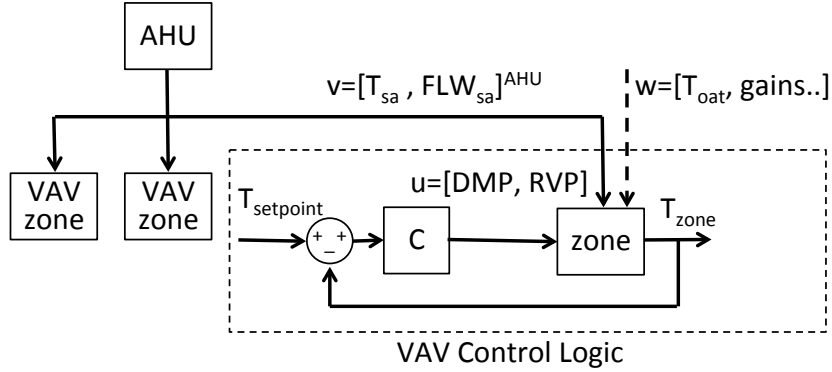 AHU
v=[T_sa , FLW_sa]^AHU
w=[T_oat, gains..]
VAV zone
VAV zone
u=[DMP, RVP]
T_setpoint
+ +
−
C
zone
T_zone
VAV Control Logic